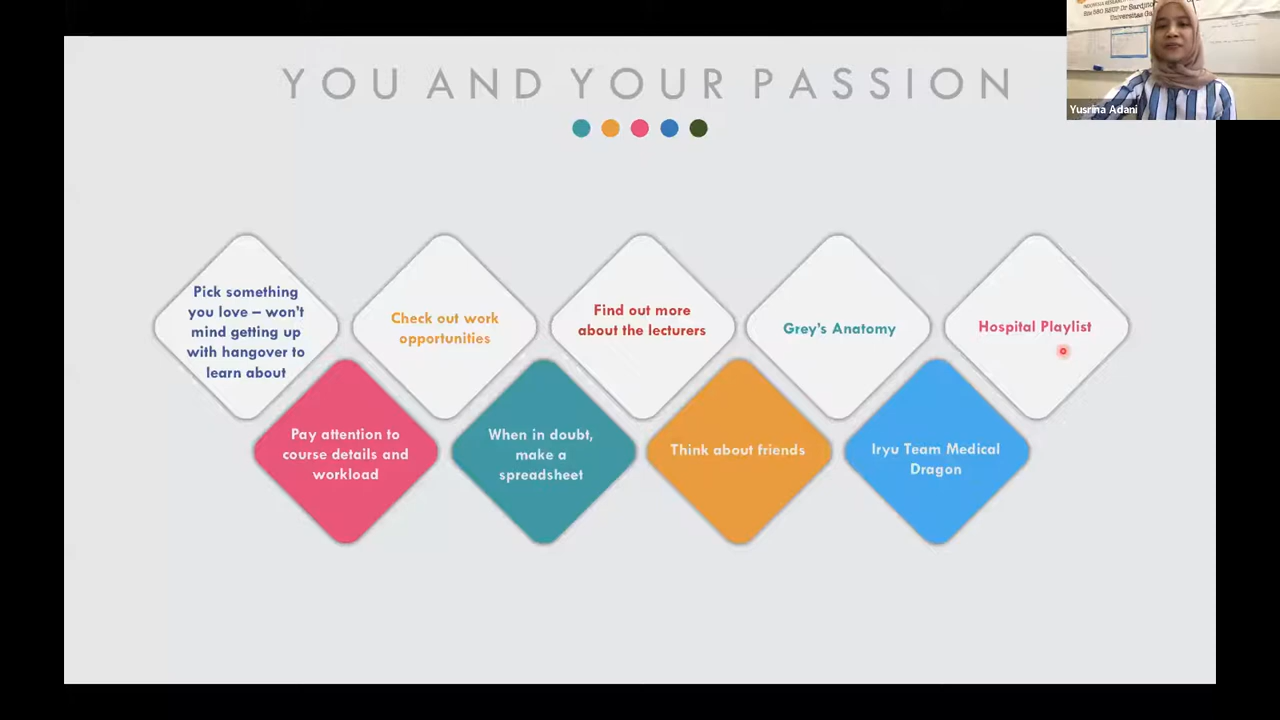 YOU AND YOUR PASSION
Pick something
you love – won't
mind getting up
with hangover to
learn about
Check out work
opportunities
Find out more
about the lecturers
Grey's Anatomy
Hospital Playlist
Pay attention to
course details and
workload
When in doubt,
make a
spreadsheet
Think about friends
Iryu Team Medical
Dragon
Yusrina Adani